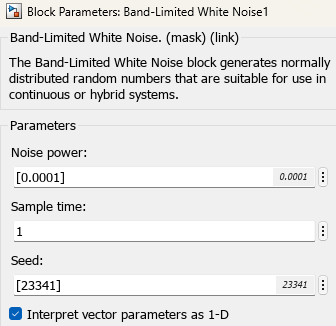 Block Parameters: Band-Limited White Noise1
Band-Limited White Noise. (mask) (link)
The Band-Limited White Noise block generates normally
distributed random numbers that are suitable for use in
continuous or hybrid systems.
Parameters
Noise power:
[0.0001] 0.0001
Sample time:
1
Seed:
[23341] 23341
Interpret vector parameters as 1-D